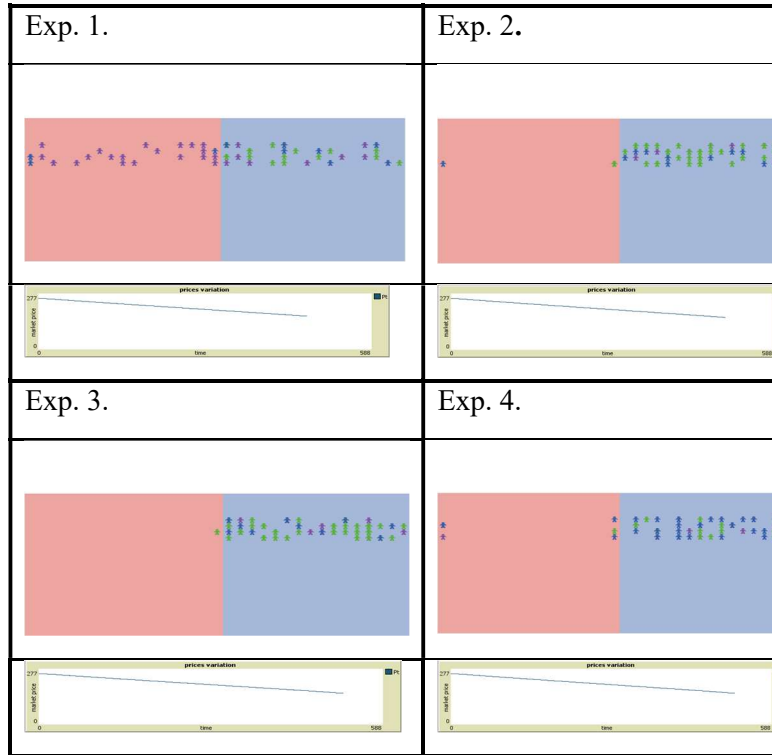 Exp. 1.
Exp. 2.
prices variation
277
market price
0
0
time
588
Pt
prices variation
277
market price
0
0
time
588
Exp. 3.
Exp. 4.
prices variation
277
market price
0
0
time
588
Pt
prices variation
277
market price
0
0
time
588